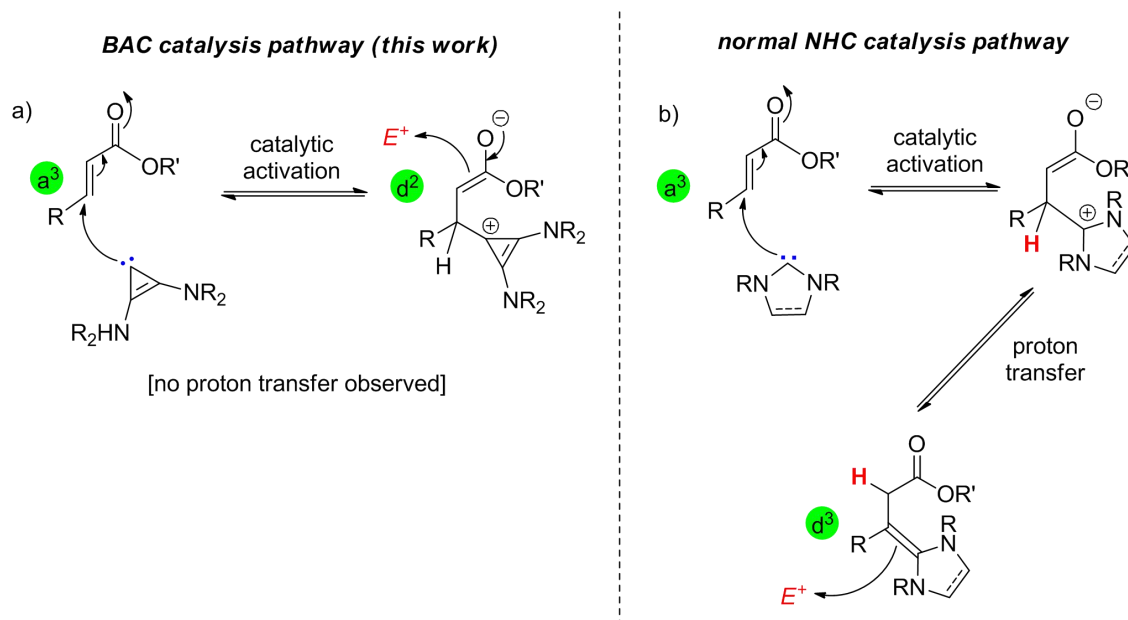 BAC catalysis pathway (this work)
a)
O
OR'
a³
R
NR₂
R₂HN
catalytic
activation
E⁺
O
⊖
OR'
d²
R
H
⊕
NR₂
NR₂
[no proton transfer observed]
normal NHC catalysis pathway
b)
O
OR'
a³
R
RN
NR
catalytic
activation
O
⊖
OR
R
H
⊕
R
N
RN
proton
transfer
O
H
OR'
d³
R
R
N
RN
E⁺